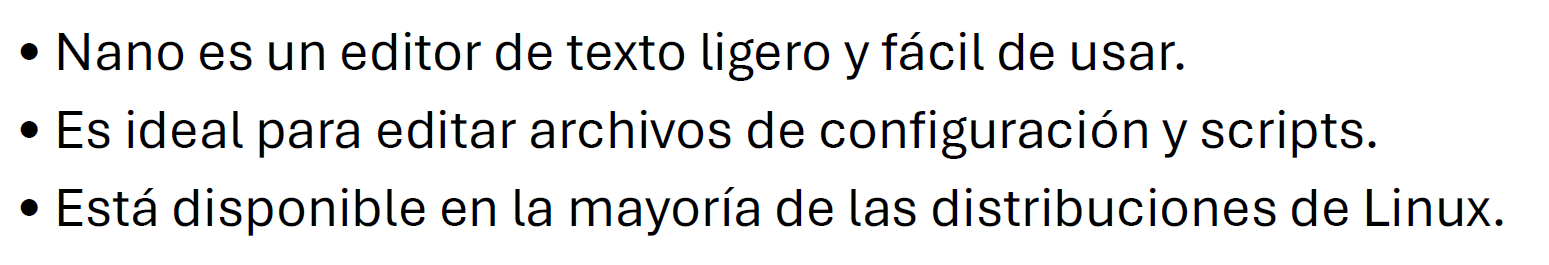 • Nano es un editor de texto ligero y fácil de usar.
• Es ideal para editar archivos de configuración y scripts.
• Está disponible en la mayoría de las distribuciones de Linux.